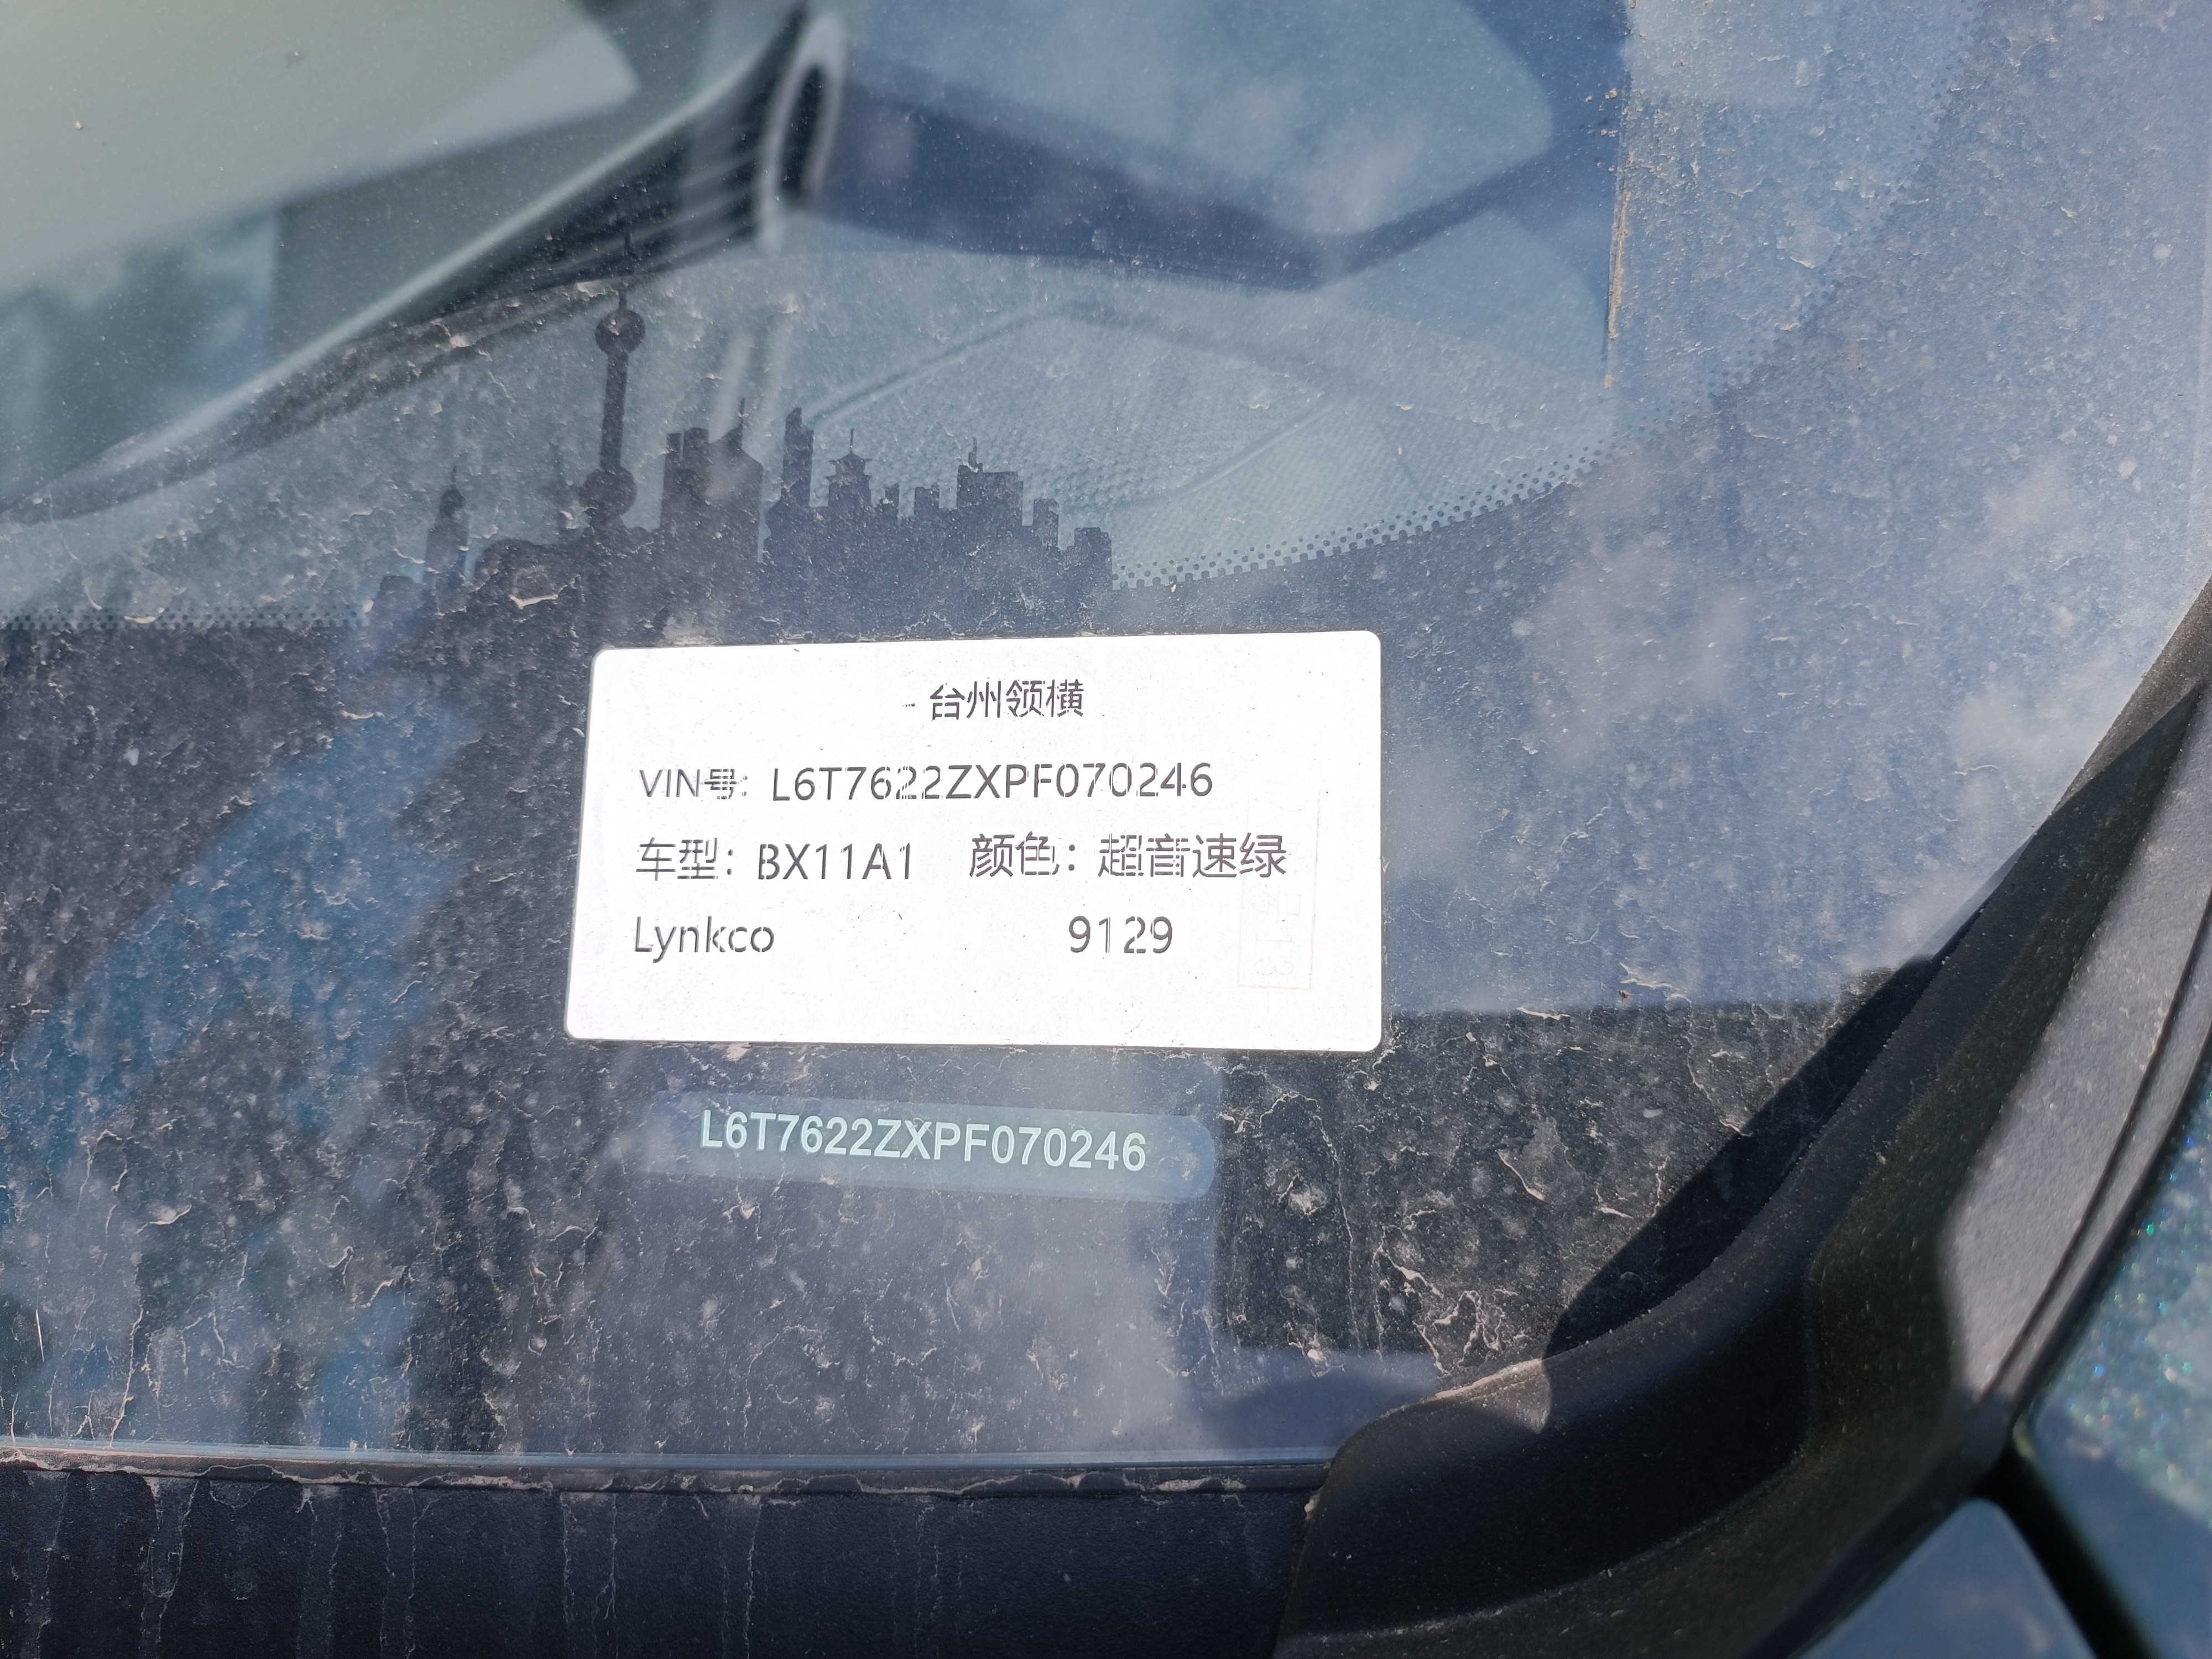 台州领横
VIN号: L6T7622ZXPF070246
车型: BX11A1 颜色: 超音速绿
Lynkco 9129
L6T7622ZXPF070246